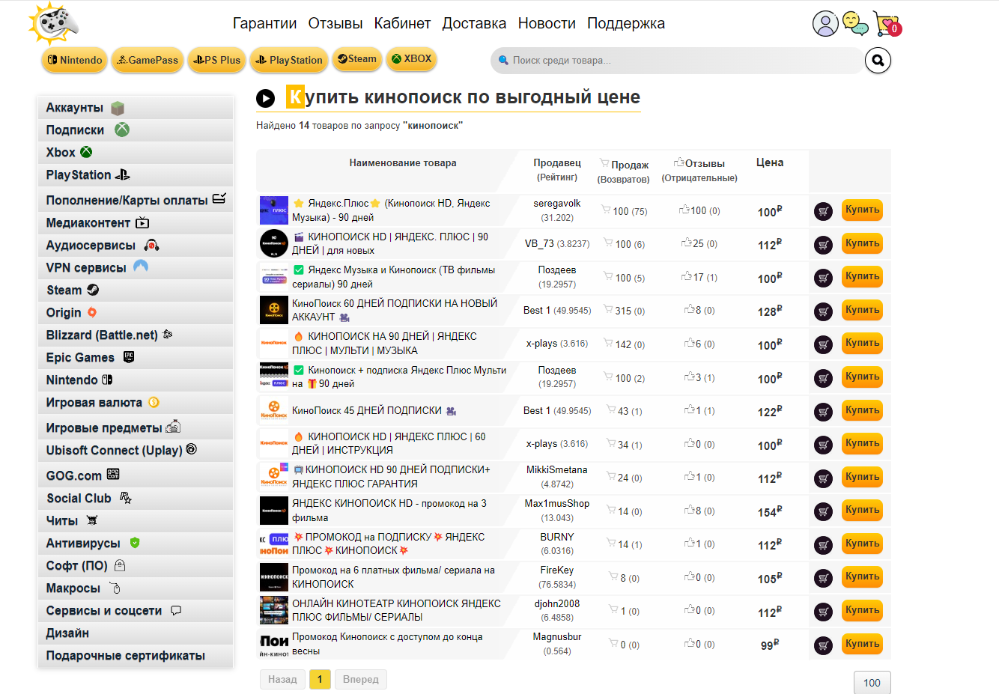 Гарантии Отзывы Кабинет Доставка Новости Поддержка
0
Nintendo GamePass PS Plus PlayStation Steam XBOX
Поиск среди товара...
Аккаунты
Подписки
Xbox
PlayStation
Пополнение/Карты оплаты
Медиаконтент
Аудиосервисы
VPN сервисы
Steam
Origin
Blizzard (Battle.net)
Epic Games
Nintendo
Игровая валюта
Игровые предметы
Ubisoft Connect (Uplay)
GOG.com
Social Club
Читы
Антивирусы
Софт (ПО)
Макросы
Сервисы и соцсети
Дизайн
Подарочные сертификаты
Купить кинопоиск по выгодный цене
Найдено 14 товаров по запросу "кинопоиск"
Наименование товара Продавец Продаж Отзывы Цена
(Рейтинг) (Возвратов) (Отрицательные)
⭐ Яндекс.Плюс⭐ (Кинопоиск HD, Яндекс
Музыка) - 90 дней
seregavolk
(31.202)
100 (75) 100 (0) 100₽ Купить
🎬 КИНОПОИСК HD | ЯНДЕКС. ПЛЮС | 90
ДНЕЙ | для новых
VB_73 (3.8237) 100 (6) 25 (0) 112₽ Купить
✅ Яндекс Музыка и Кинопоиск (ТВ фильмы
сериалы) 90 дней
Поздеев
(19.2957)
100 (5) 17 (1) 100₽ Купить
КиноПоиск 60 ДНЕЙ ПОДПИСКИ НА НОВЫЙ
АККАУНТ 🎥
Best 1 (49.9545) 315 (0) 8 (0) 128₽ Купить
🔥 КИНОПОИСК НА 90 ДНЕЙ | ЯНДЕКС
ПЛЮС | МУЛЬТИ | МУЗЫКА
x-plays (3.616) 142 (0) 6 (0) 100₽ Купить
✅ Кинопоиск + подписка Яндекс Плюс Мульти
на 🎁90 дней
Поздеев
(19.2957)
100 (2) 3 (1) 100₽ Купить
КиноПоиск 45 ДНЕЙ ПОДПИСКИ 🎥
Best 1 (49.9545) 43 (1) 1 (1) 122₽ Купить
🔥 КИНОПОИСК HD | ЯНДЕКС ПЛЮС | 60
ДНЕЙ | ИНСТРУКЦИЯ
x-plays (3.616) 34 (1) 0 (0) 100₽ Купить
📺КИНОПОИСК HD 90 ДНЕЙ ПОДПИСКИ+
ЯНДЕКС ПЛЮС ГАРАНТИЯ
MikkiSmetana
(4.8742)
24 (0) 1 (0) 112₽ Купить
ЯНДЕКС КИНОПОИСК HD - промокод на 3
фильма
Max1musShop
(13.043)
14 (0) 8 (0) 154₽ Купить
💥ПРОМОКОД на ПОДПИСКУ💥ЯНДЕКС
ПЛЮС💥КИНОПОИСК💥
BURNY
(6.0316)
14 (1) 1 (0) 112₽ Купить
Промокод на 6 платных фильма/ сериала на
КИНОПОИСК
FireKey
(76.5834)
8 (0) 0 (0) 105₽ Купить
ОНЛАЙН КИНОТЕАТР КИНОПОИСК ЯНДЕКС
ПЛЮС ФИЛЬМЫ/ СЕРИАЛЫ
djohn2008
(6.4858)
1 (0) 0 (0) 112₽ Купить
Промокод Кинопоиск с доступом до конца
весны
Magnusbur
(0.564)
0 (0) 0 (0) 99₽ Купить
Назад 1 Вперед
100